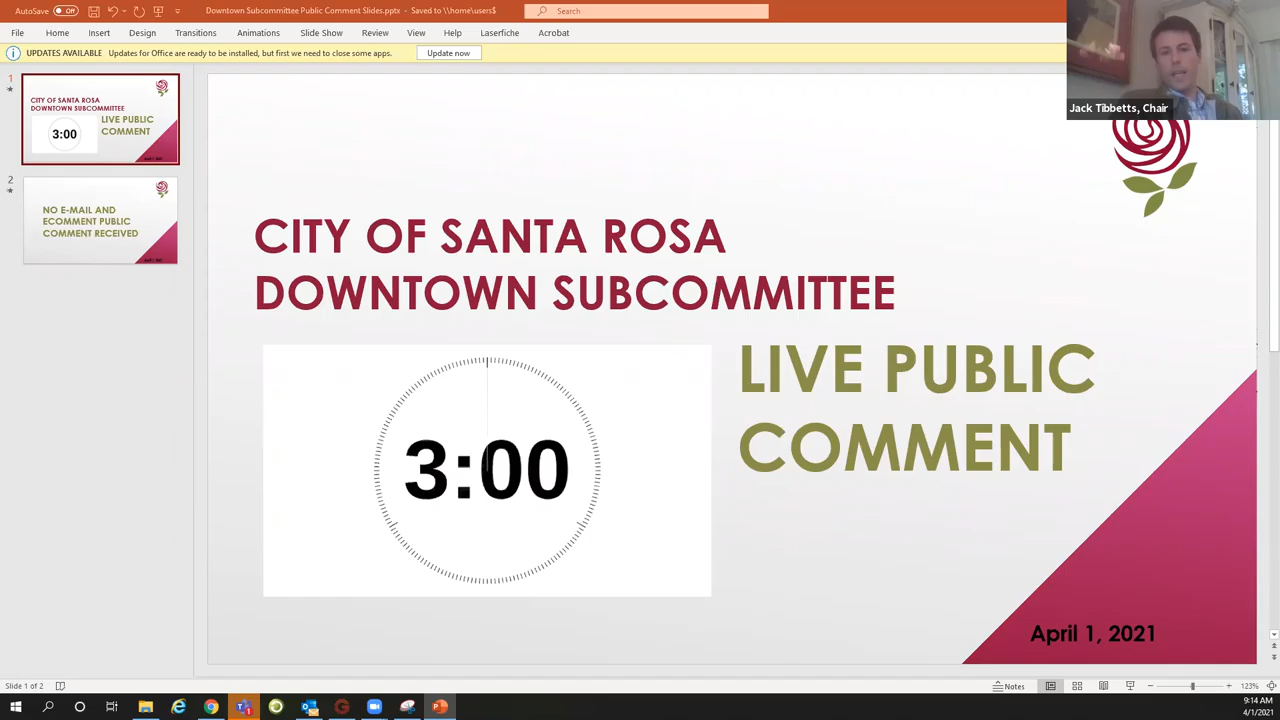 AutoSave Off
Downtown Subcommittee Public Comment Slides.pptx - Saved to \\home\users$
Search
File Home Insert Design Transitions Animations Slide Show Review View Help Laserfiche Acrobat
UPDATES AVAILABLE Updates for Office are ready to be installed, but first we need to close some apps. Update now
Jack Tibbetts, Chair
1
CITY OF SANTA ROSA
DOWNTOWN SUBCOMMITTEE
LIVE PUBLIC
COMMENT
3:00
2
NO E-MAIL AND
ECOMMENT PUBLIC
COMMENT RECEIVED
CITY OF SANTA ROSA
DOWNTOWN SUBCOMMITTEE
LIVE PUBLIC
COMMENT
3:00
April 1, 2021
Slide 1 of 2
Notes
123%
9:14 AM
4/1/2021